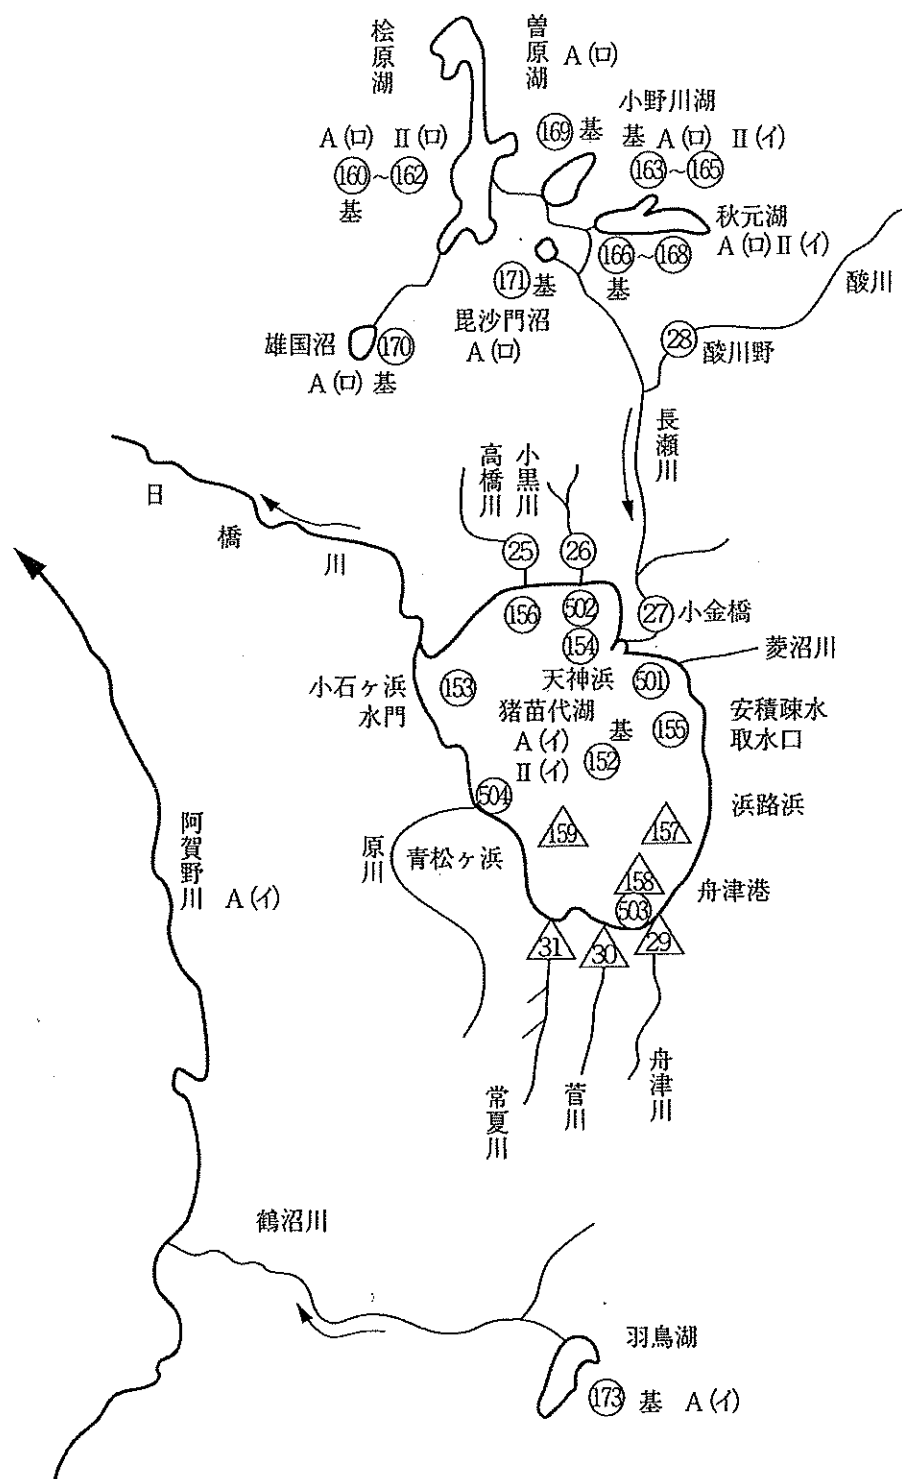 桧原湖
曽原湖
A(ロ)
小野川湖
A(ロ) II(ロ)
169 基
基 A(ロ) II(イ)
160~162
163~165
基
秋元湖
A(ロ)II(イ)
166~168
基
171 基
毘沙門沼
A(ロ)
酸川
雄国沼
170
A(ロ) 基
28 酸川野
長瀬川
日橋川
高橋川
小黒川
25
26
156
502
27 小金橋
154
天神浜
菱沼川
小石ヶ浜
水門
153
501
猪苗代湖
A(イ)
II(イ)
基
152
155
安積疎水
取水口
504
159
157
浜路浜
原川
青松ヶ浜
158
503
舟津港
阿賀野川
A(イ)
31
30
29
常夏川
菅川
舟津川
鶴沼川
羽鳥湖
173 基 A(イ)